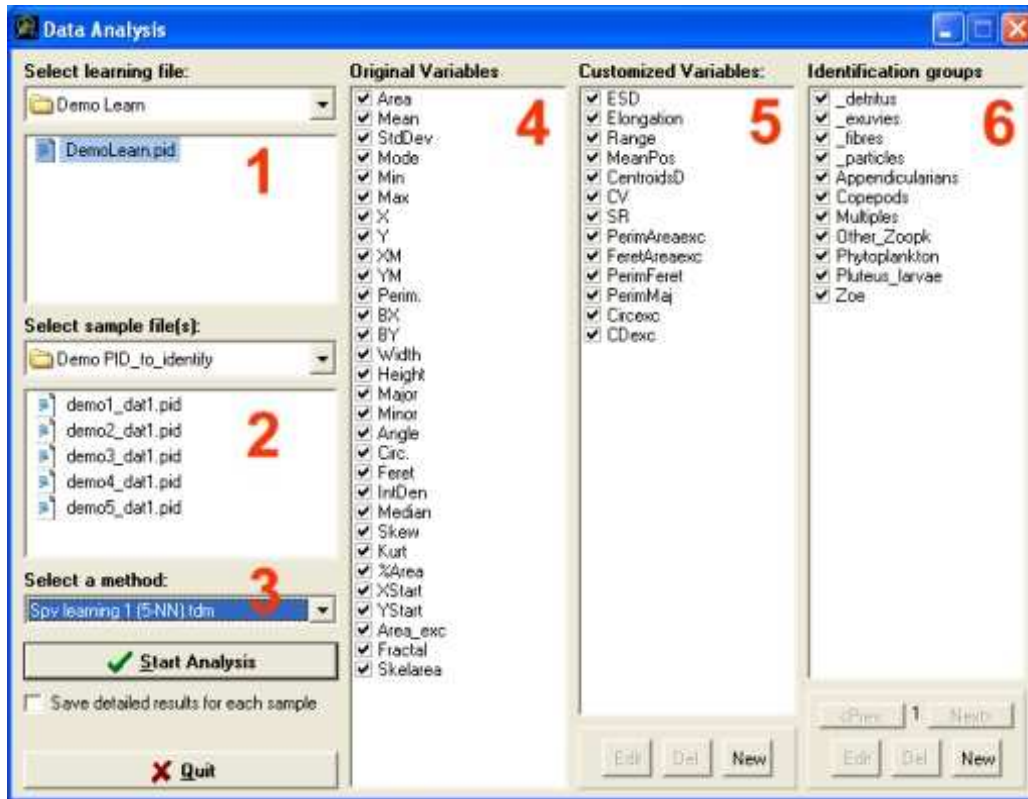 Data Analysis
Select learning file:
Demo Learn
DemoLearn.pid
1
Select sample file(s):
Demo PID_to_identify
demo1_dat1.pid
demo2_dat1.pid
demo3_dat1.pid
demo4_dat1.pid
demo5_dat1.pid
2
Select a method:
3
Spv learning 1 (5-NN).tdm
Start Analysis
Save detailed results for each sample
Quit
Original Variables
4
Area
Mean
StdDev
Mode
Min
Max
X
Y
XM
YM
Perim.
BX
BY
Width
Height
Major
Minor
Angle
Circ.
Feret
IntDen
Median
Skew
Kurt
%Area
XStart
YStart
Area_exc
Fractal
Skelarea
Customized Variables:
5
ESD
Elongation
Range
MeanPos
CentroidsD
CV
SR
PerimAreaexc
FeretAreaexc
PerimFeret
PerimMaj
Circexc
CDexc
Edit Del New
Identification groups
6
_detritus
_exuvies
_fibres
_particles
Appendicularians
Copepods
Multiples
Other_Zoopk
Phytoplankton
Pluteus_larvae
Zoe
<Prev 1 Next>
Edit Del New